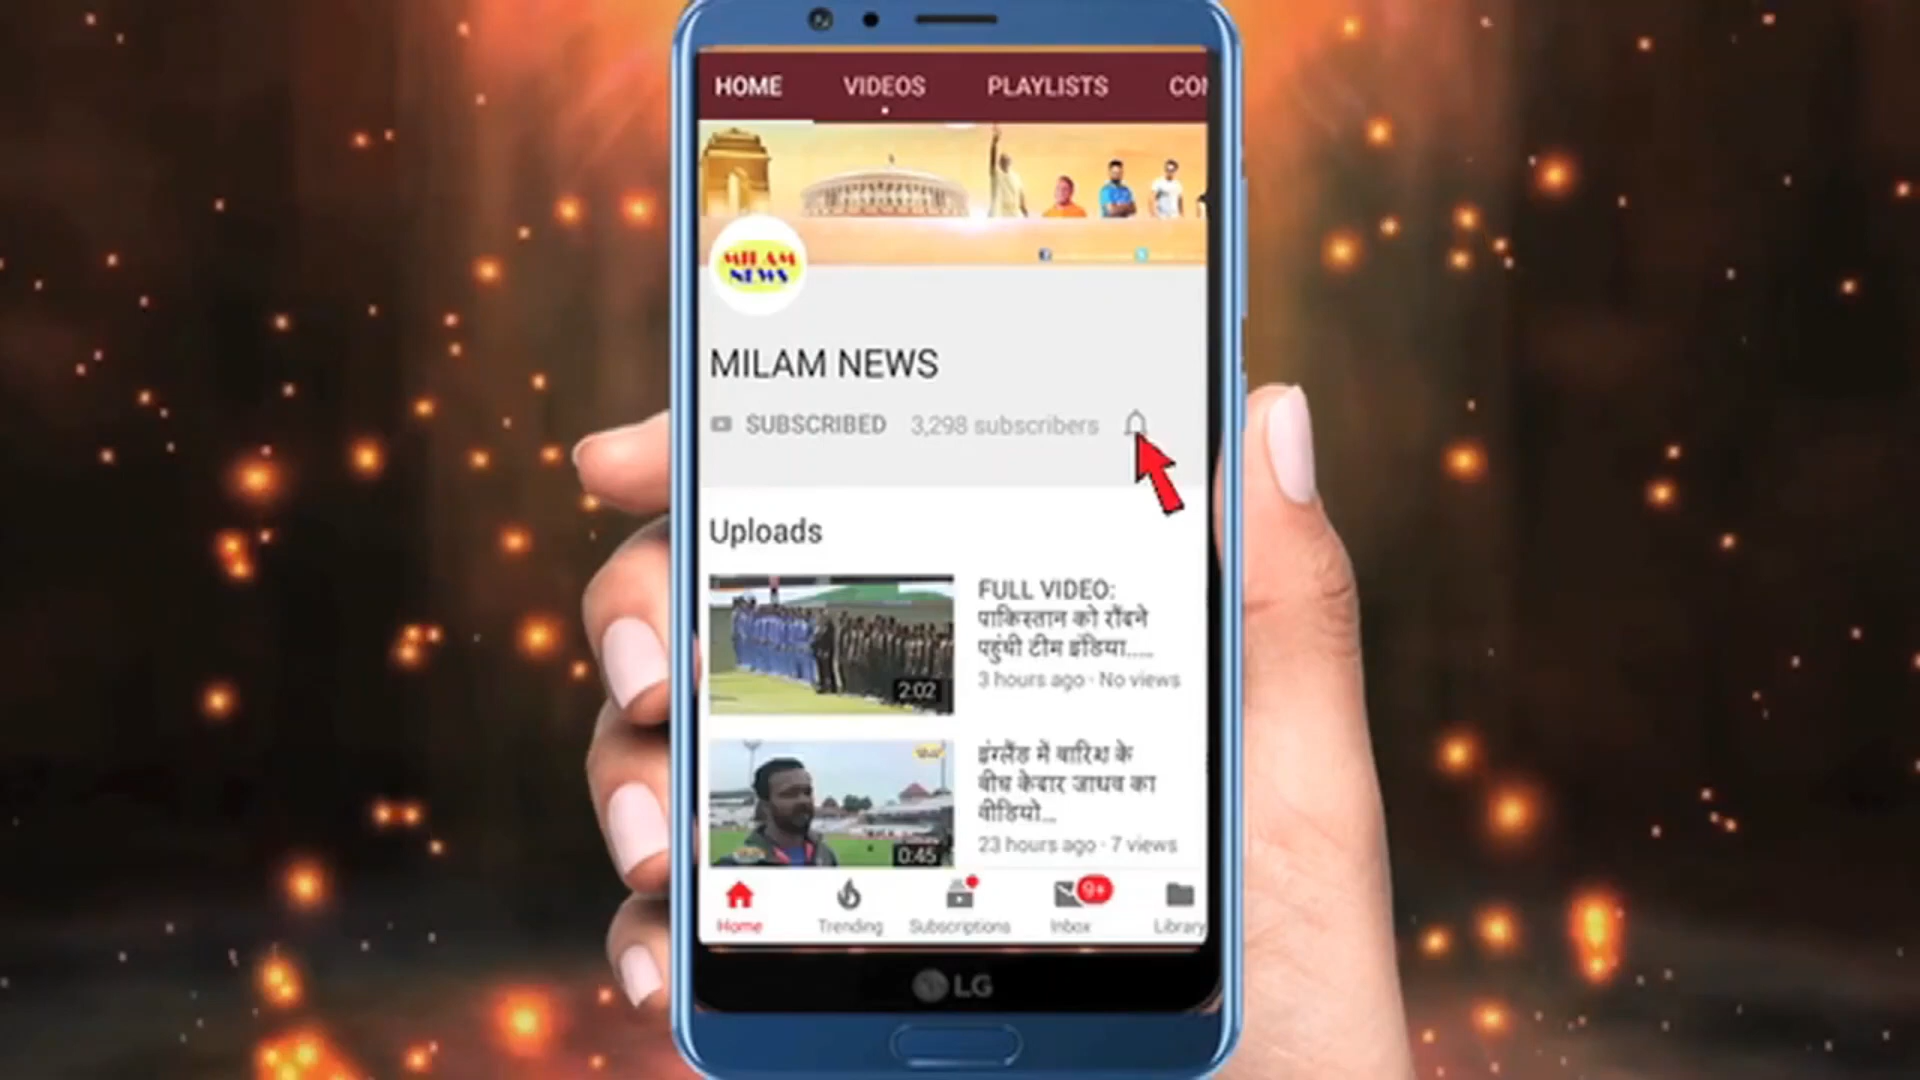 HOME VIDEOS PLAYLISTS CON
MILAM
NEWS
MILAM NEWS
SUBSCRIBED 3,298 subscribers
Uploads
FULL VIDEO:
पाकिस्तान को रौंदने
पहुंची टीम इंडिया.....
3 hours ago · No views
2:02
इंग्लैंड में बारिश के
बीच केदार जाधव का
वीडियो...
23 hours ago · 7 views
0:45
9+
Home Trending Subscriptions Inbox Library
LG